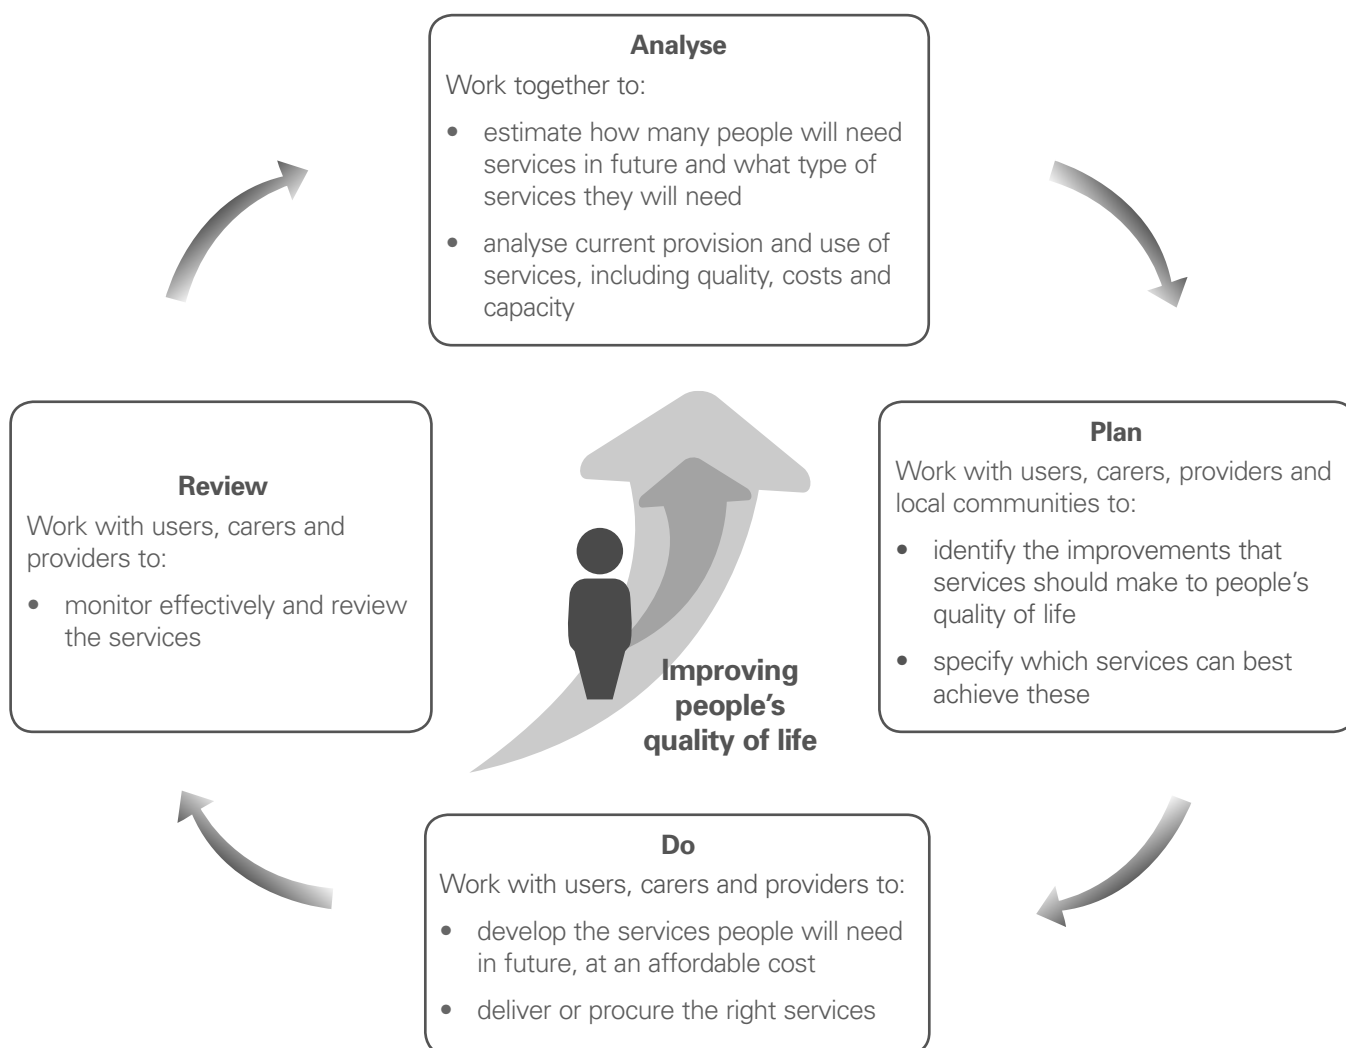 Analyse
Work together to:
• estimate how many people will need
services in future and what type of
services they will need
• analyse current provision and use of
services, including quality, costs and
capacity
Plan
Work with users, carers, providers and
local communities to:
• identify the improvements that
services should make to people’s
quality of life
• specify which services can best
achieve these
Do
Work with users, carers and providers to:
• develop the services people will need
in future, at an affordable cost
• deliver or procure the right services
Review
Work with users, carers and
providers to:
• monitor effectively and review
the services
Improving
people’s
quality of life